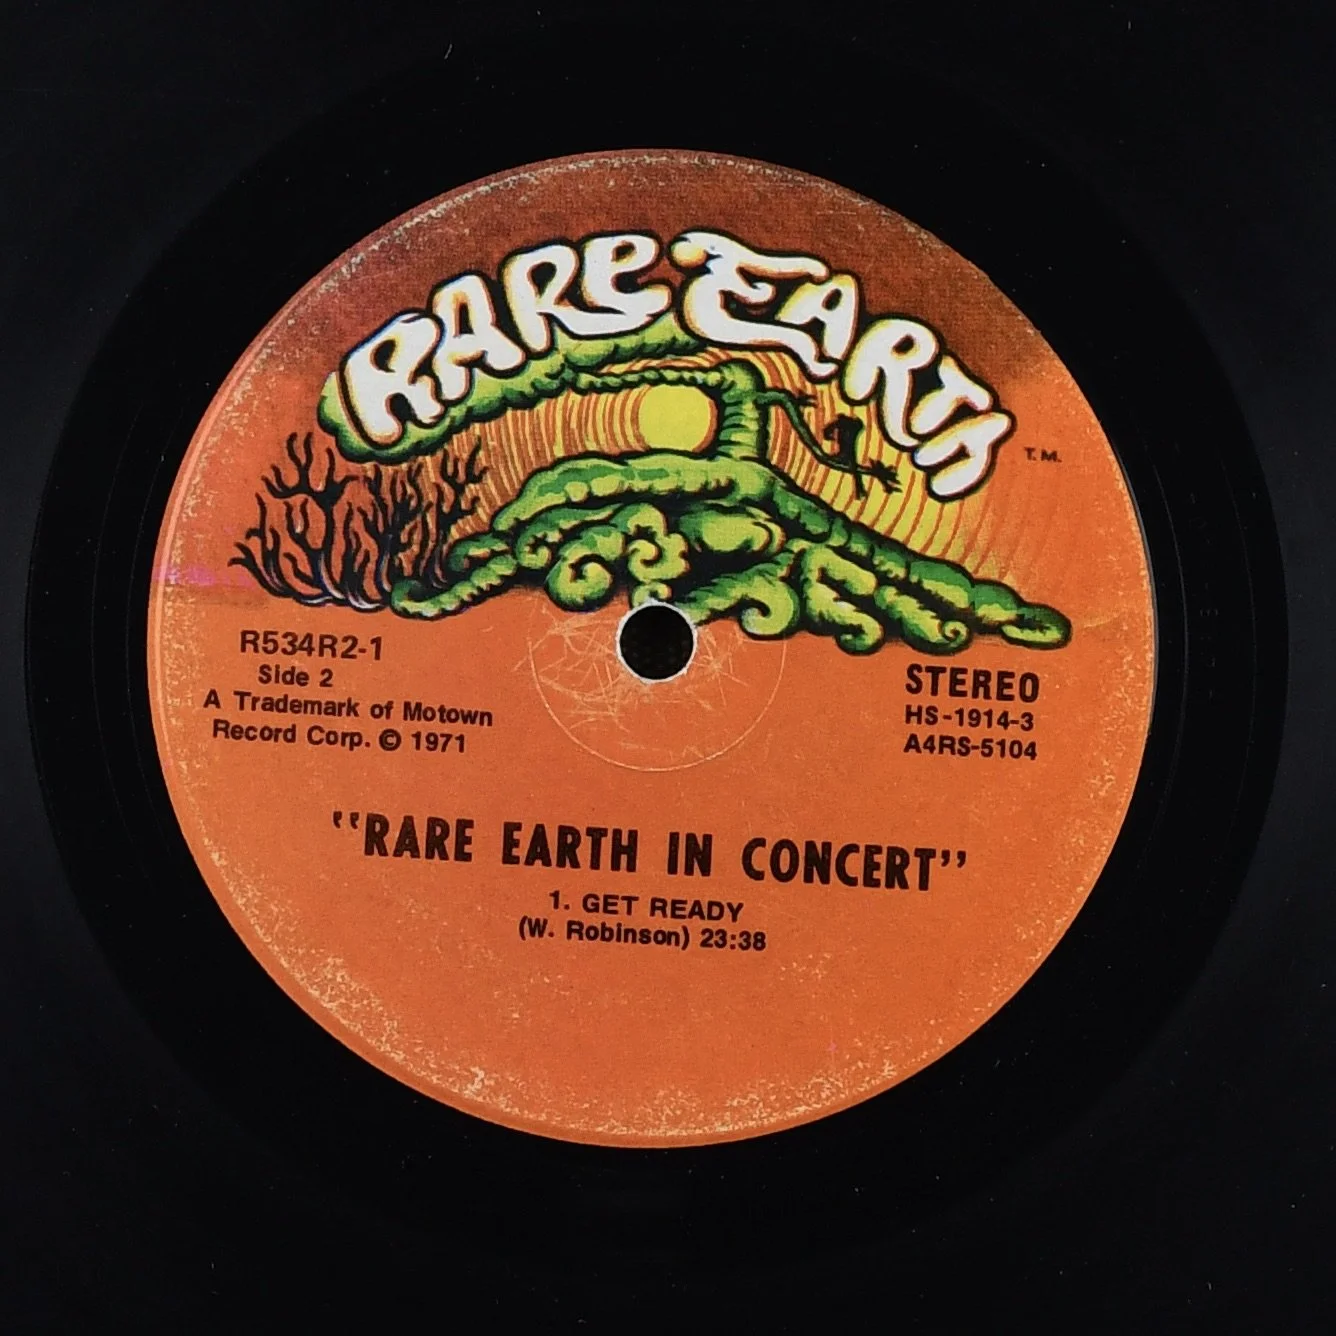 RARE EARTH
T.M.
R534R2-1
Side 2
A Trademark of Motown
Record Corp. © 1971
STEREO
HS-1914-3
A4RS-5104
"RARE EARTH IN CONCERT"
1. GET READY
(W. Robinson) 23:38